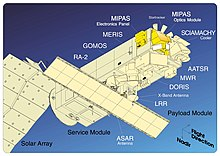 MIPAS
Electronics Panel
Startracker
MIPAS
Optics Module
MERIS
SCIAMACHY
Cooler
GOMOS
RA-2
AATSR
MWR
DORIS
X-Band Antenna
LRR
Payload Module
Service Module
Flight
Direction
Nadir
ASAR
Antenna
Solar Array